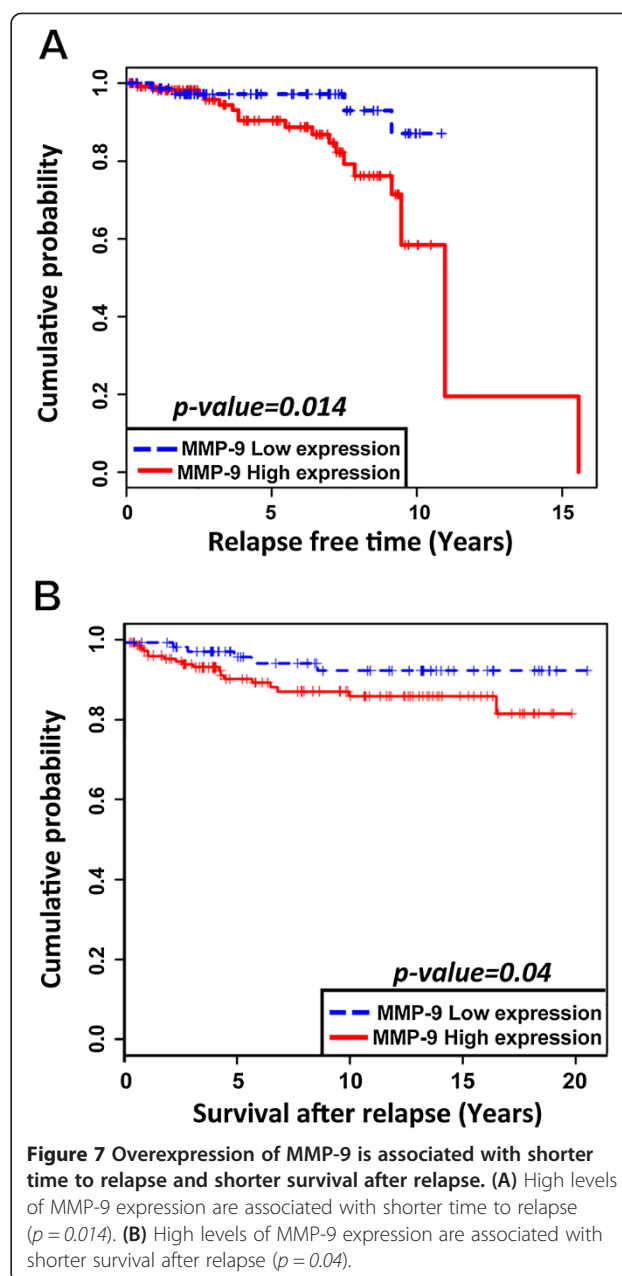 A
Cumulative probability
1.0
0.8
0.6
0.4
0.2
0.0
p-value=0.014
MMP-9 Low expression
MMP-9 High expression
0 5 10 15
Relapse free time (Years)
B
Cumulative probability
1.0
0.8
0.6
0.4
0.2
0.0
p-value=0.04
MMP-9 Low expression
MMP-9 High expression
0 5 10 15 20
Survival after relapse (Years)
Figure 7 Overexpression of MMP-9 is associated with shorter
time to relapse and shorter survival after relapse. (A) High levels
of MMP-9 expression are associated with shorter time to relapse
(p = 0.014). (B) High levels of MMP-9 expression are associated with
shorter survival after relapse (p = 0.04).